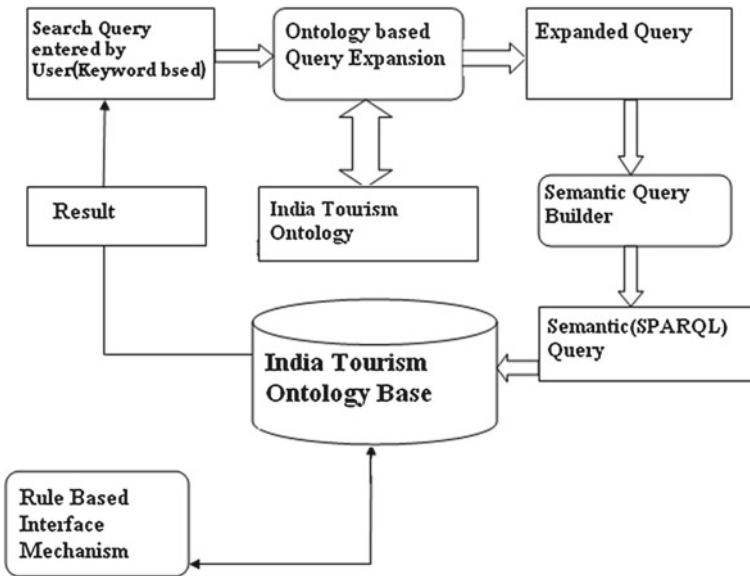 Search Query
entered by
User(Keyword bsed)
Ontology based
Query Expansion
Expanded Query
Result
India Tourism
Ontology
Semantic Query
Builder
India Tourism
Ontology Base
Semantic(SPARQL)
Query
Rule Based
Interface
Mechanism